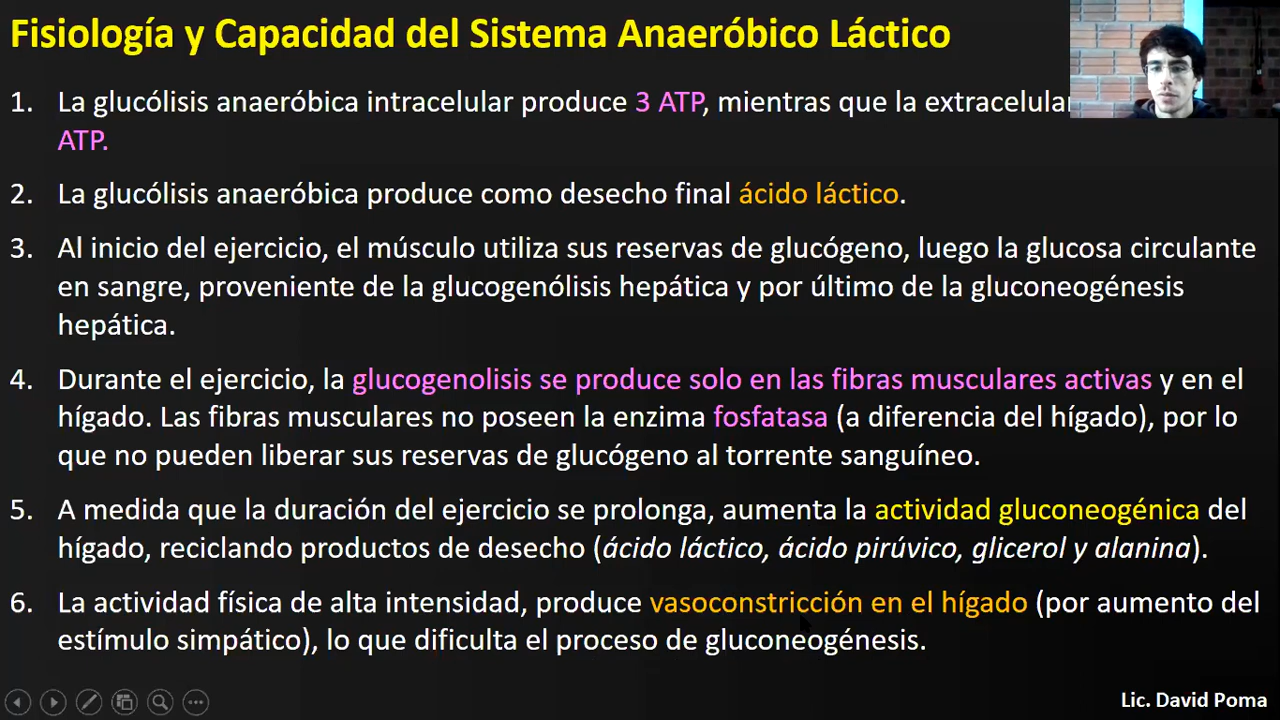 Fisiología y Capacidad del Sistema Anaeróbico Láctico
1. La glucólisis anaeróbica intracelular produce 3 ATP, mientras que la extracelular
ATP.
2. La glucólisis anaeróbica produce como desecho final ácido láctico.
3. Al inicio del ejercicio, el músculo utiliza sus reservas de glucógeno, luego la glucosa circulante
en sangre, proveniente de la glucogenólisis hepática y por último de la gluconeogénesis
hepática.
4. Durante el ejercicio, la glucogenolisis se produce solo en las fibras musculares activas y en el
hígado. Las fibras musculares no poseen la enzima fosfatasa (a diferencia del hígado), por lo
que no pueden liberar sus reservas de glucógeno al torrente sanguíneo.
5. A medida que la duración del ejercicio se prolonga, aumenta la actividad gluconeogénica del
hígado, reciclando productos de desecho (ácido láctico, ácido pirúvico, glicerol y alanina).
6. La actividad física de alta intensidad, produce vasoconstricción en el hígado (por aumento del
estímulo simpático), lo que dificulta el proceso de gluconeogénesis.
Lic. David Poma